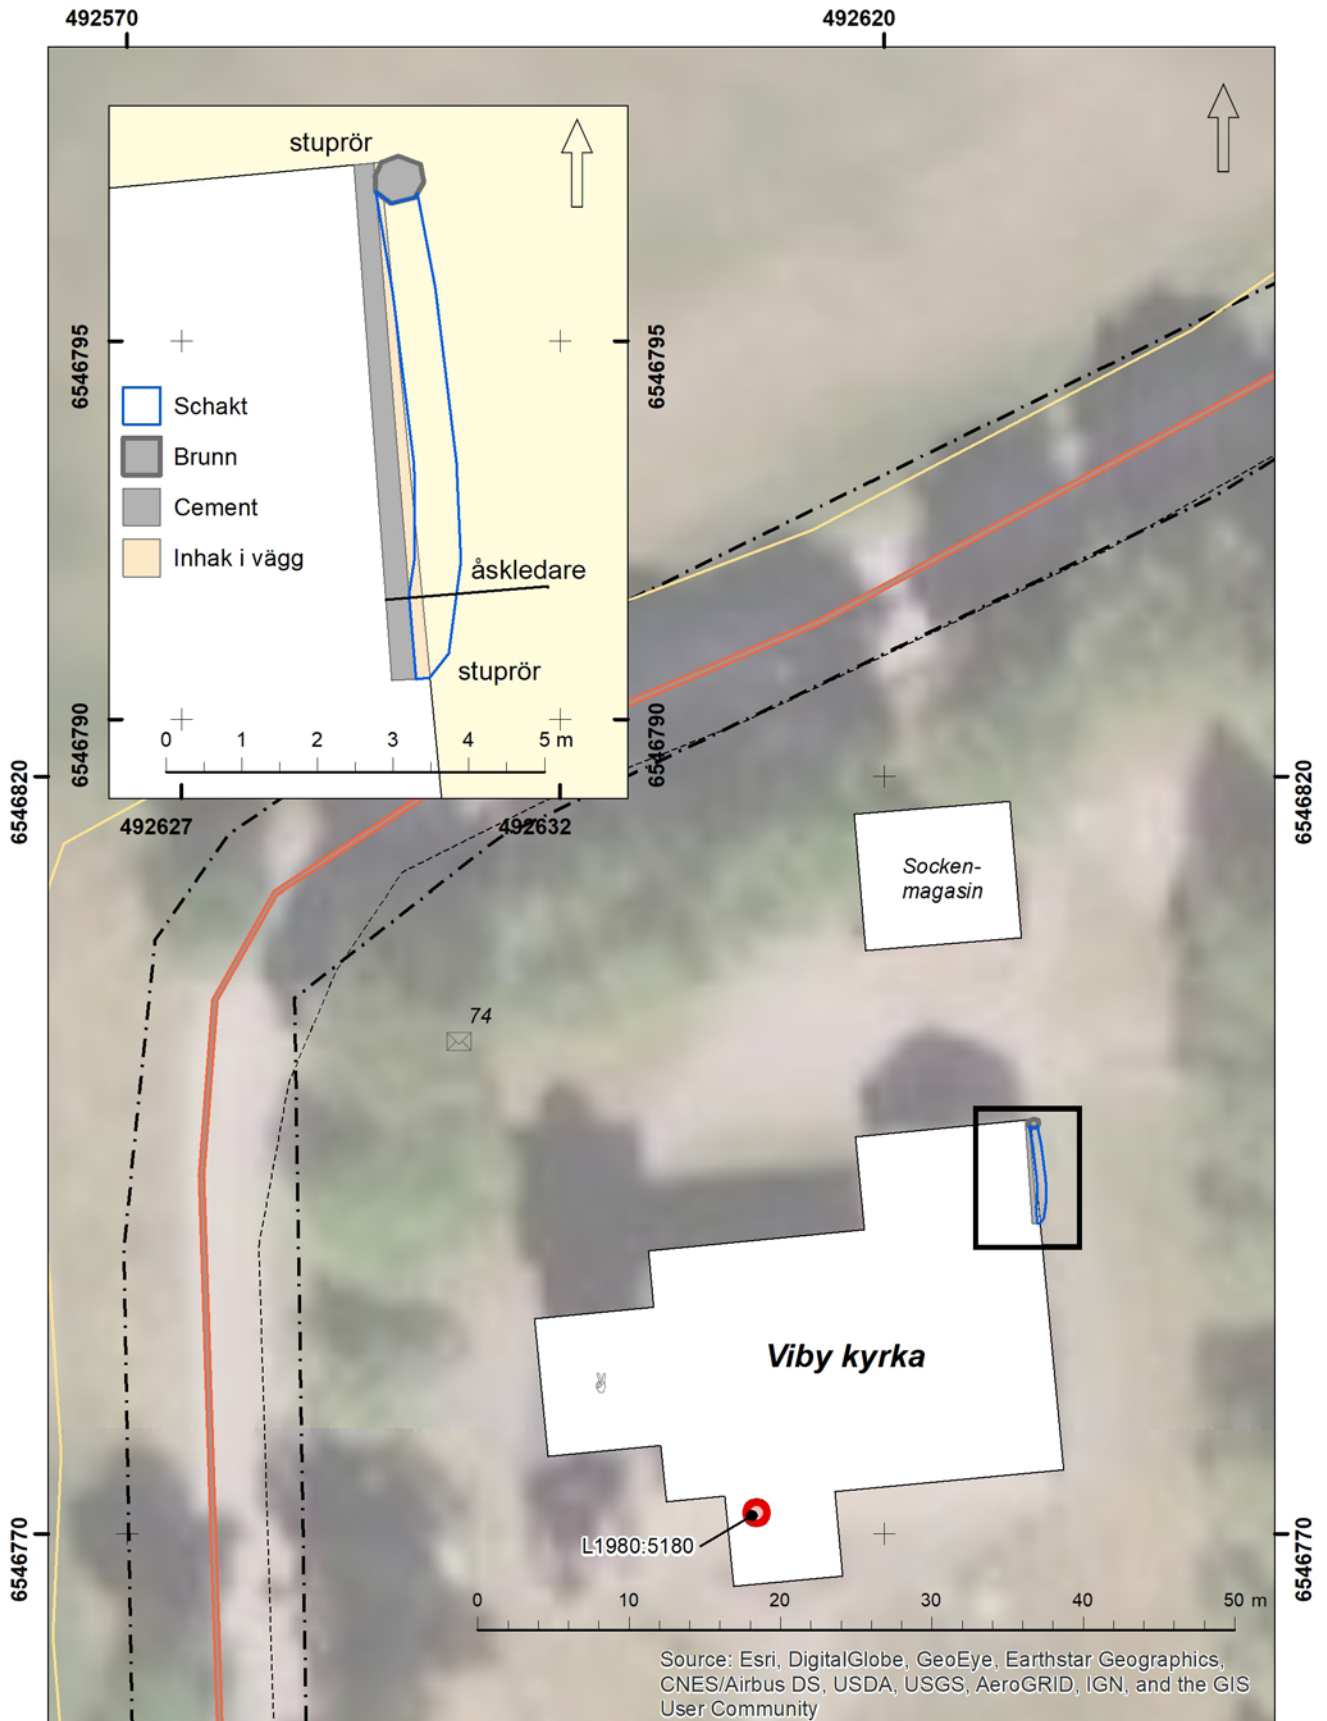 492570
492620
stuprör
6546795
6546795
Schakt
Brunn
Cement
Inhak i vägg
åskledare
stuprör
6546790
6546790
0 1 2 3 4 5 m
492627
492632
6546820
6546820
Socken-
magasin
74
Viby kyrka
L1980:5180
6546770
6546770
0 10 20 30 40 50 m
Source: Esri, DigitalGlobe, GeoEye, Earthstar Geographics,
CNES/Airbus DS, USDA, USGS, AeroGRID, IGN, and the GIS
User Community